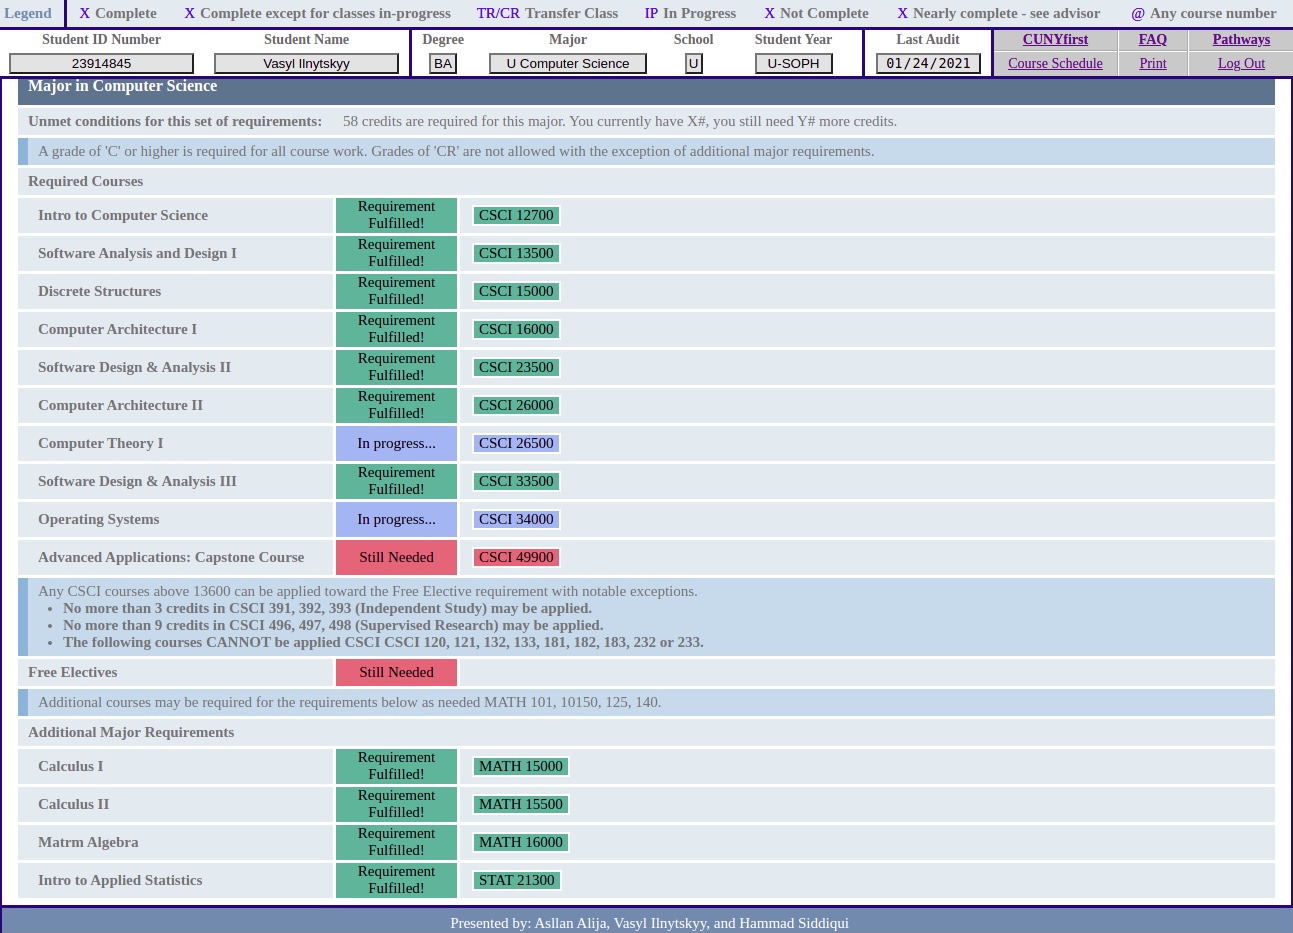 Legend X Complete X Complete except for classes in-progress TR/CR Transfer Class IP In Progress X Not Complete X Nearly complete - see advisor @ Any course number
Student ID Number Student Name Degree Major School Student Year Last Audit CUNYfirst FAQ Pathways
23914845 Vasyl Ilnytskyy BA U Computer Science U U-SOPH 01/24/2021 Course Schedule Print Log Out
Major in Computer Science
Unmet conditions for this set of requirements: 58 credits are required for this major. You currently have X#, you still need Y# more credits.
A grade of 'C' or higher is required for all course work. Grades of 'CR' are not allowed with the exception of additional major requirements.
Required Courses
Intro to Computer Science Requirement Fulfilled! CSCI 12700
Software Analysis and Design I Requirement Fulfilled! CSCI 13500
Discrete Structures Requirement Fulfilled! CSCI 15000
Computer Architecture I Requirement Fulfilled! CSCI 16000
Software Design & Analysis II Requirement Fulfilled! CSCI 23500
Computer Architecture II Requirement Fulfilled! CSCI 26000
Computer Theory I In progress... CSCI 26500
Software Design & Analysis III Requirement Fulfilled! CSCI 33500
Operating Systems In progress... CSCI 34000
Advanced Applications: Capstone Course Still Needed CSCI 49900
Any CSCI courses above 13600 can be applied toward the Free Elective requirement with notable exceptions.
• No more than 3 credits in CSCI 391, 392, 393 (Independent Study) may be applied.
• No more than 9 credits in CSCI 496, 497, 498 (Supervised Research) may be applied.
• The following courses CANNOT be applied CSCI CSCI 120, 121, 132, 133, 181, 182, 183, 232 or 233.
Free Electives Still Needed
Additional courses may be required for the requirements below as needed MATH 101, 10150, 125, 140.
Additional Major Requirements
Calculus I Requirement Fulfilled! MATH 15000
Calculus II Requirement Fulfilled! MATH 15500
Matrm Algebra Requirement Fulfilled! MATH 16000
Intro to Applied Statistics Requirement Fulfilled! STAT 21300
Presented by: Asllan Alija, Vasyl Ilnytskyy, and Hammad Siddiqui